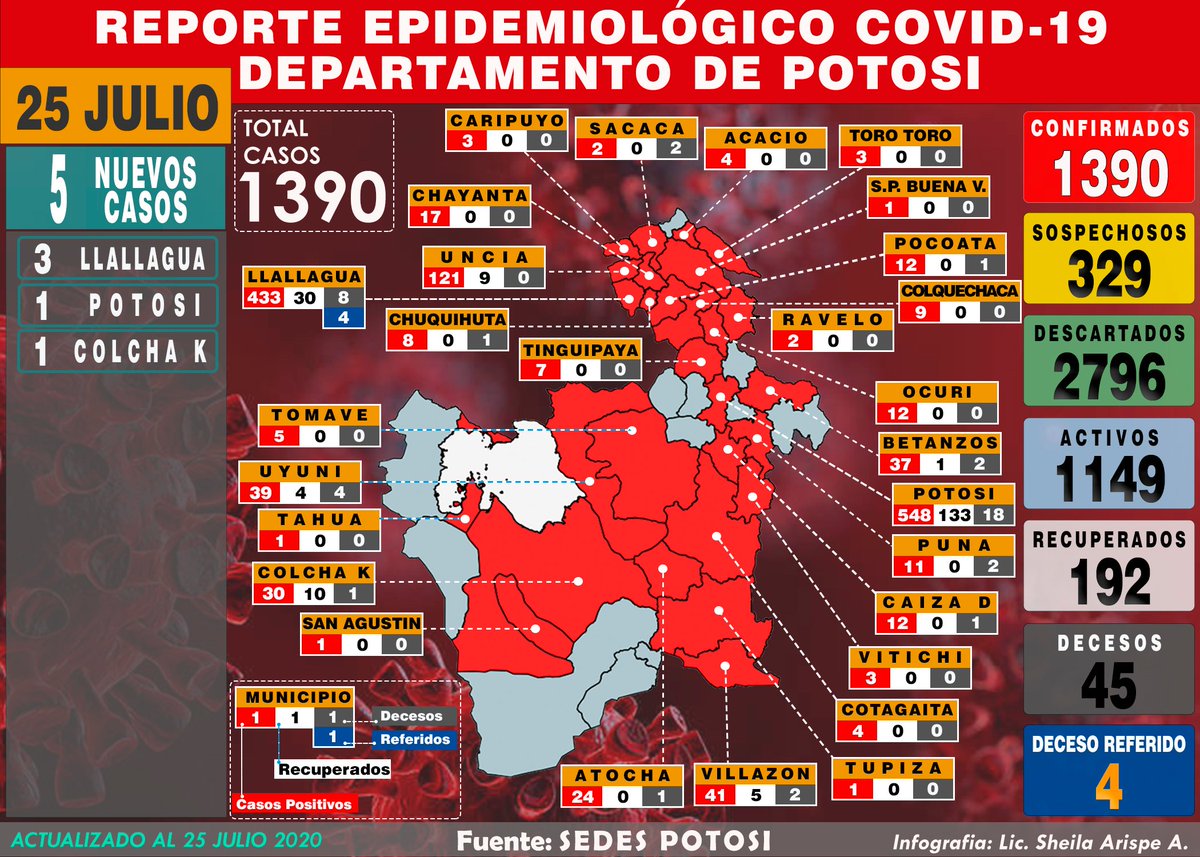 REPORTE EPIDEMIOLÓGICO COVID-19
DEPARTAMENTO DE POTOSI
25 JULIO
5 NUEVOS CASOS
3 LLALLAGUA
1 POTOSI
1 COLCHA K
TOTAL
CASOS
1390
CARIPUYO
3 0 0
SACACA
2 0 2
ACACIO
4 0 0
TORO TORO
3 0 0
CHAYANTA
17 0 0
S.P. BUENA V.
1 0 0
UNCIA
121 9 0
POCOATA
12 0 1
LLALLAGUA
433 30 8
4
COLQUECHACA
9 0 0
CHUQUIHUTA
8 0 1
RAVELO
2 0 0
TINGUIPAYA
7 0 0
OCURI
12 0 0
TOMAVE
5 0 0
BETANZOS
37 1 2
UYUNI
39 4 4
POTOSI
548 133 18
TAHUA
1 0 0
PUNA
11 0 2
COLCHA K
30 10 1
CAIZA D
12 0 1
SAN AGUSTIN
1 0 0
VITICHI
3 0 0
COTAGAITA
4 0 0
ATOCHA
24 0 1
VILLAZON
41 5 2
TUPIZA
1 0 0
MUNICIPIO
1 1 1 Decesos
1 Referidos
Recuperados
Casos Positivos
CONFIRMADOS
1390
SOSPECHOSOS
329
DESCARTADOS
2796
ACTIVOS
1149
RECUPERADOS
192
DECESOS
45
DECESO REFERIDO
4
ACTUALIZADO AL 25 JULIO 2020
Fuente: SEDES POTOSI
Infografia: Lic. Sheila Arispe A.